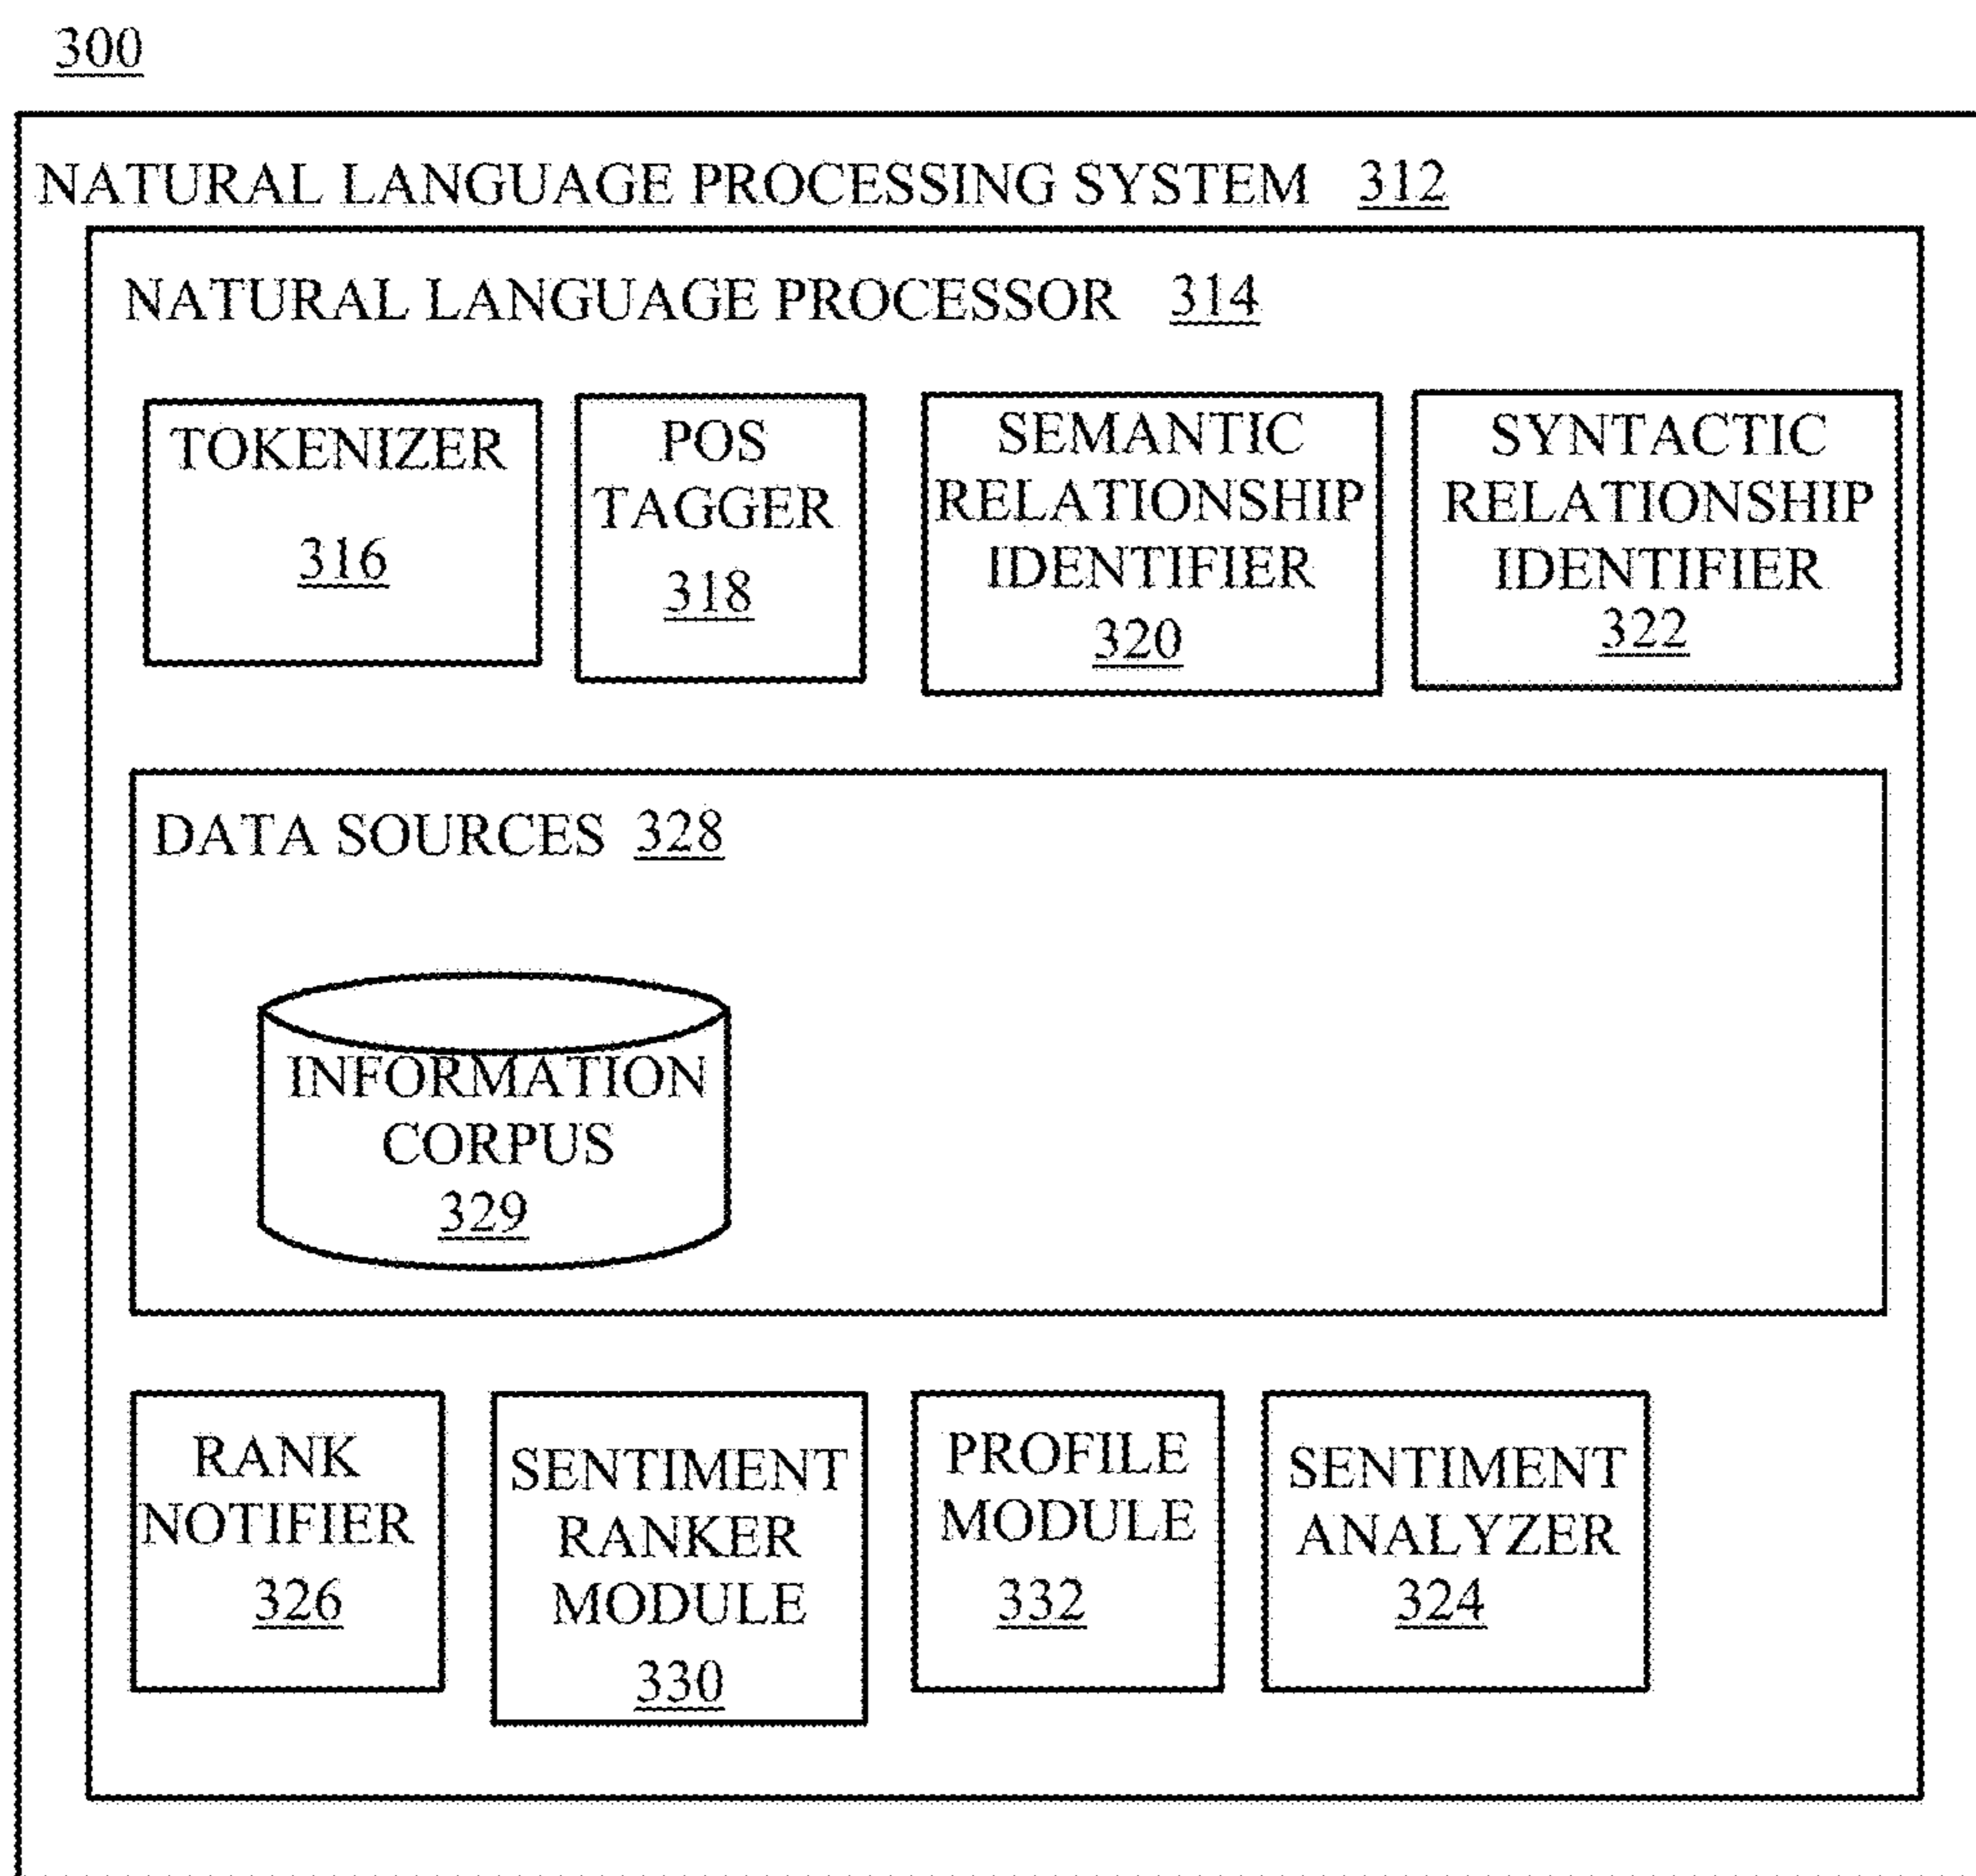 300
NATURAL LANGUAGE PROCESSING SYSTEM 312
NATURAL LANGUAGE PROCESSOR 314
TOKENIZER
316
POS
TAGGER
318
SEMANTIC
RELATIONSHIP
IDENTIFIER
320
SYNTACTIC
RELATIONSHIP
IDENTIFIER
322
DATA SOURCES 328
INFORMATION
CORPUS
329
RANK
NOTIFIER
326
SENTIMENT
RANKER
MODULE
330
PROFILE
MODULE
332
SENTIMENT
ANALYZER
324